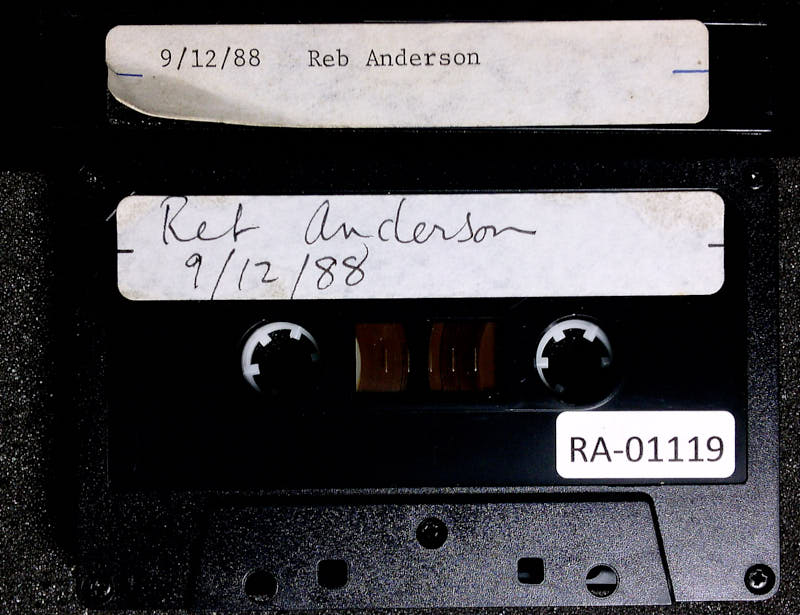 9/12/88 Reb Anderson
Reb Anderson
9/12/88
RA-01119